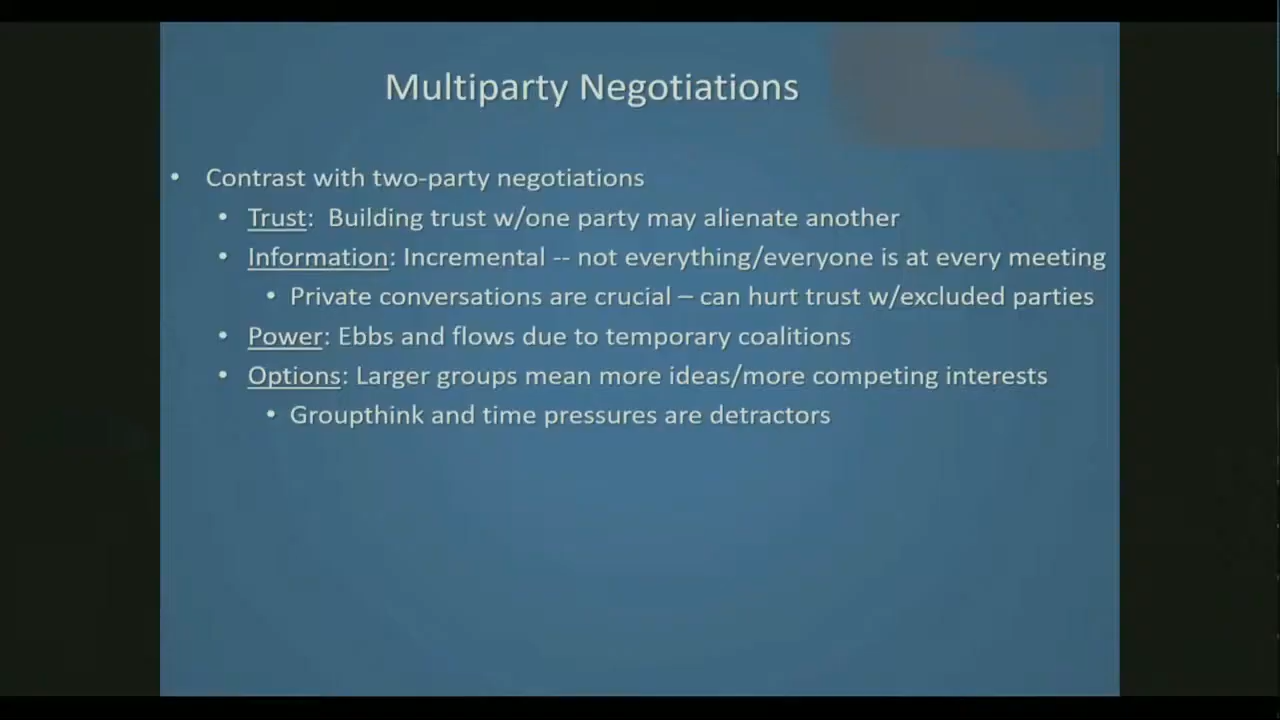 Multiparty Negotiations
• Contrast with two-party negotiations
• Trust: Building trust w/one party may alienate another
• Information: Incremental -- not everything/everyone is at every meeting
• Private conversations are crucial – can hurt trust w/excluded parties
• Power: Ebbs and flows due to temporary coalitions
• Options: Larger groups mean more ideas/more competing interests
• Groupthink and time pressures are detractors